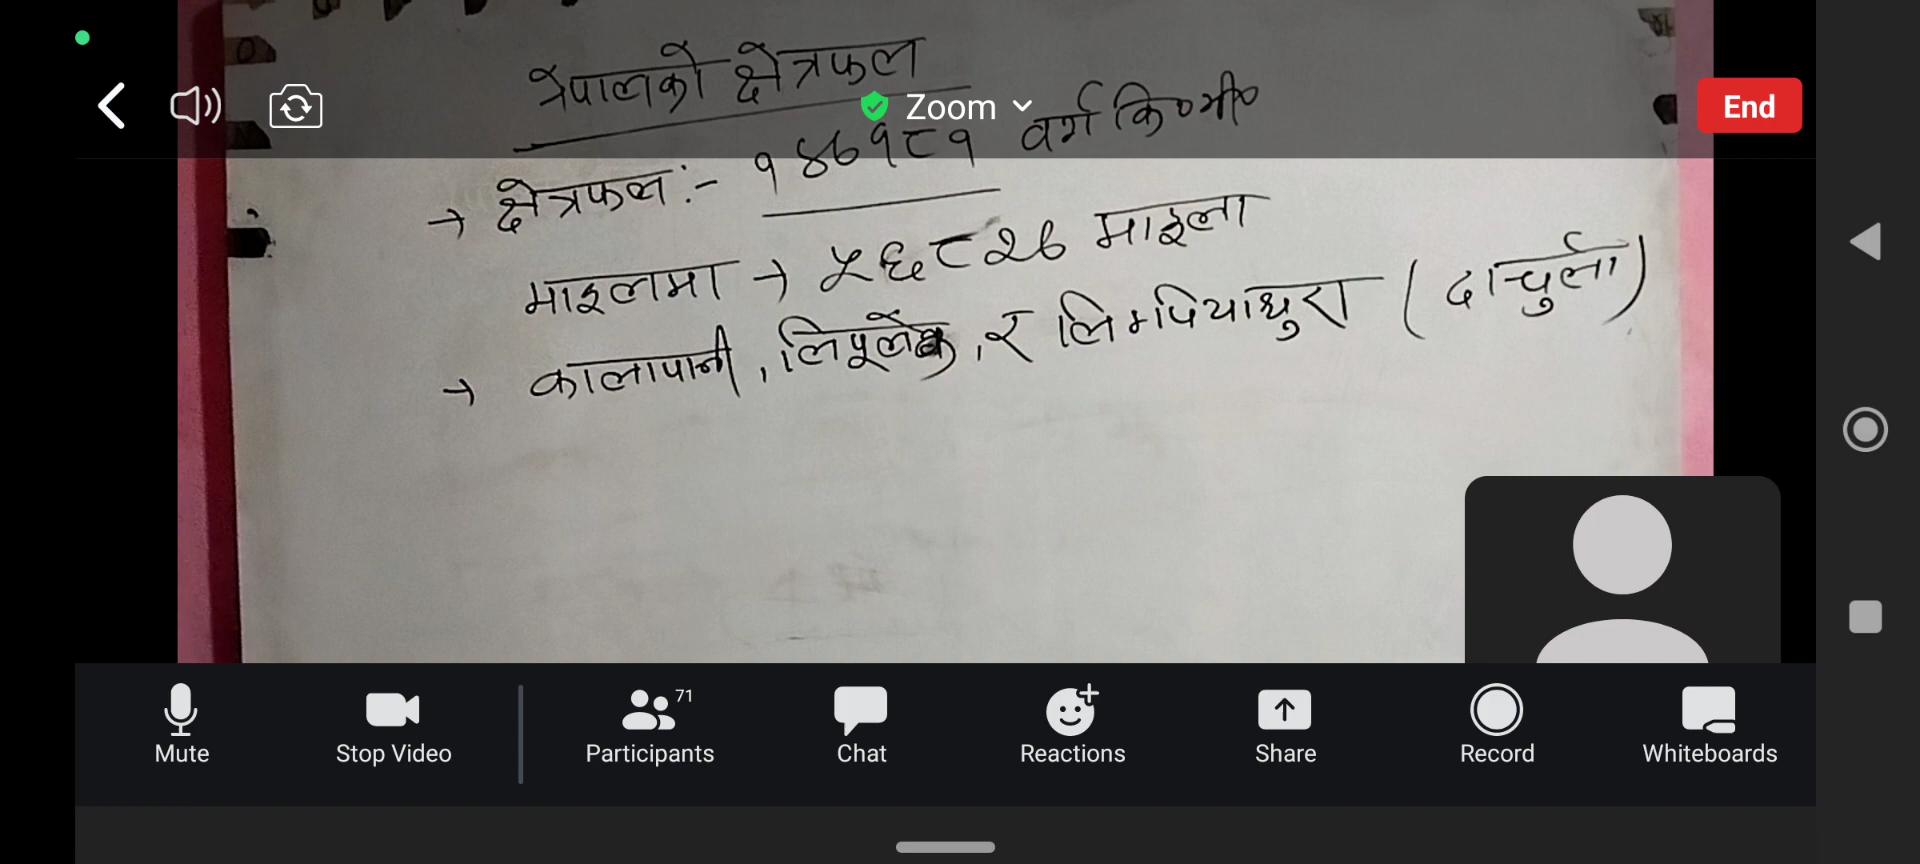 नेपालको क्षेत्रफल
Zoom
End
→ क्षेत्रफल :- १४७१८१ वर्ग कि०मी०
माइलमा → ५६८२७ माइला
→ कालापानी, लिपूलेक, र लिम्पियाधुरा (दार्चुला)
71
Mute
Stop Video
Participants
Chat
Reactions
Share
Record
Whiteboards